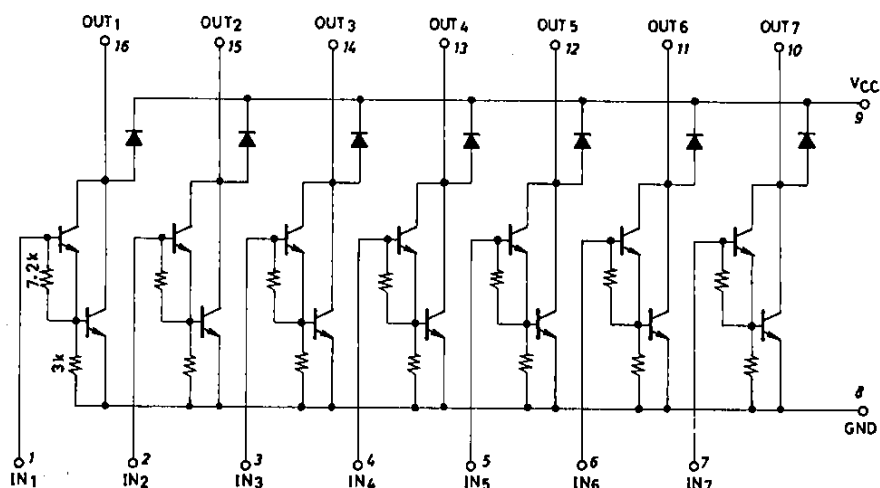 OUT1 OUT2 OUT3 OUT4 OUT5 OUT6 OUT7
16 15 14 13 12 11 10
VCC
9
7.2k
3k
8
GND
1 2 3 4 5 6 7
IN1 IN2 IN3 IN4 IN5 IN6 IN7